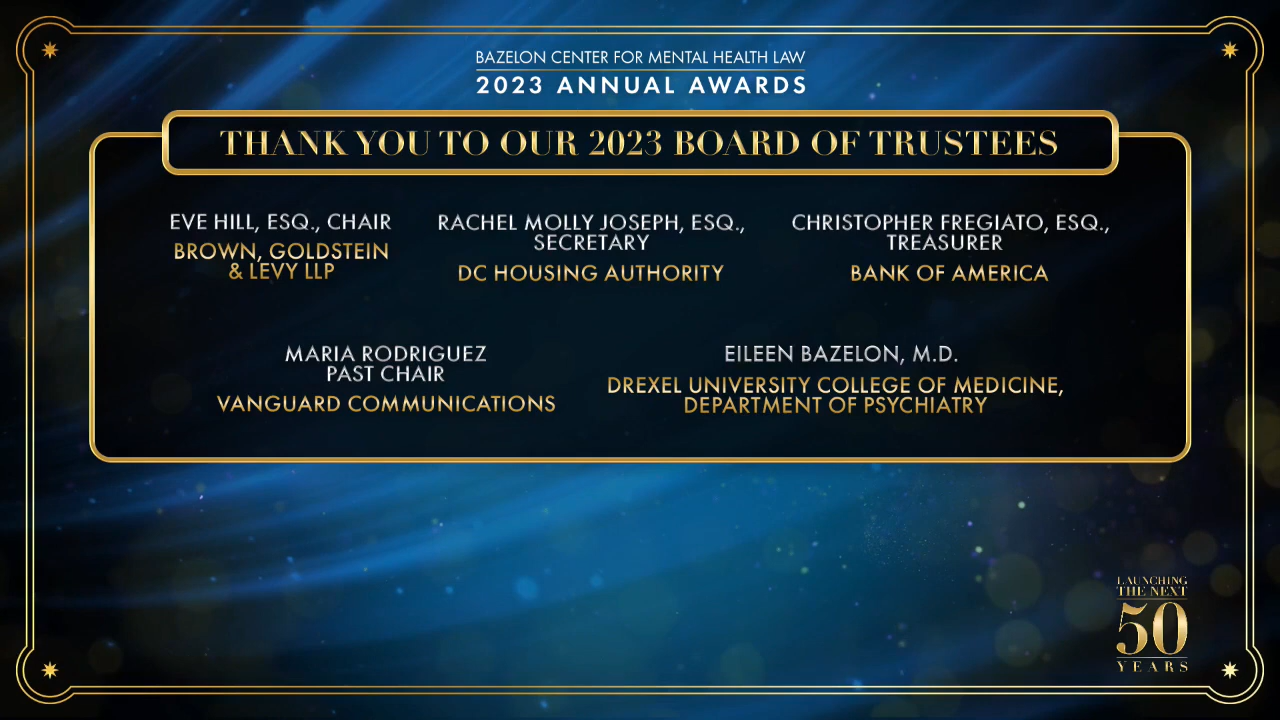 BAZELON CENTER FOR MENTAL HEALTH LAW
2023 ANNUAL AWARDS
THANK YOU TO OUR 2023 BOARD OF TRUSTEES
EVE HILL, ESQ., CHAIR
BROWN, GOLDSTEIN
& LEVY LLP
RACHEL MOLLY JOSEPH, ESQ.,
SECRETARY
DC HOUSING AUTHORITY
CHRISTOPHER FREGIATO, ESQ.,
TREASURER
BANK OF AMERICA
MARIA RODRIGUEZ
PAST CHAIR
VANGUARD COMMUNICATIONS
EILEEN BAZELON, M.D.
DREXEL UNIVERSITY COLLEGE OF MEDICINE,
DEPARTMENT OF PSYCHIATRY
LAUNCHING
THE NEXT
50
YEARS